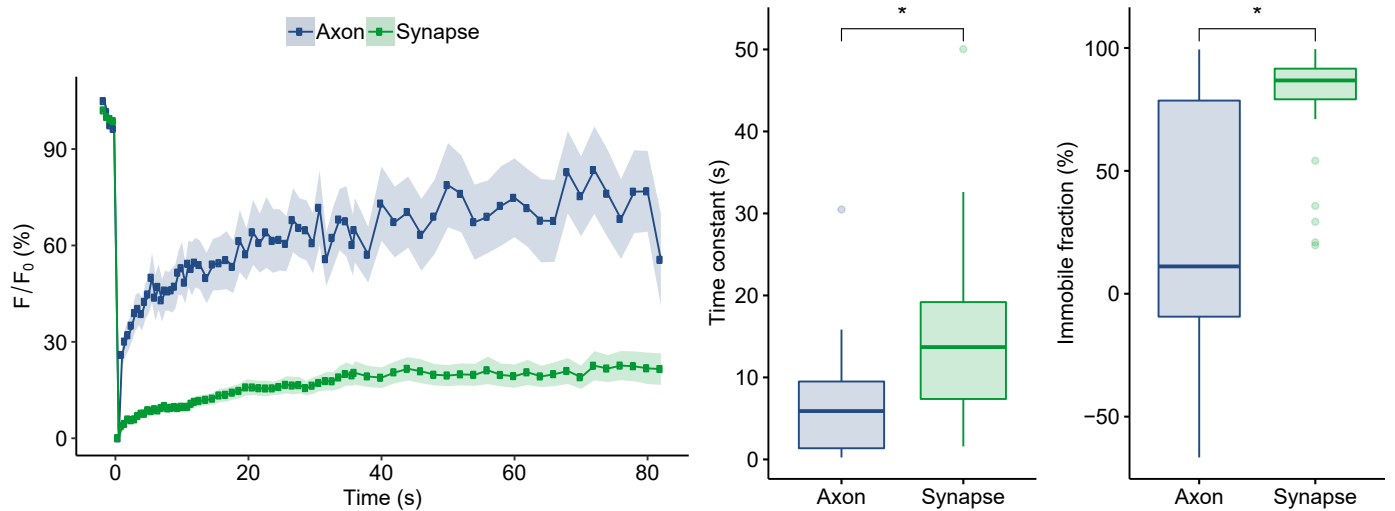 Axon Synapse
F/F₀ (%)
90
60
30
0
0 20 40 60 80
Time (s)
*
Time constant (s)
50
40
30
20
10
0
Axon Synapse
*
Immobile fraction (%)
100
50
0
−50
Axon Synapse